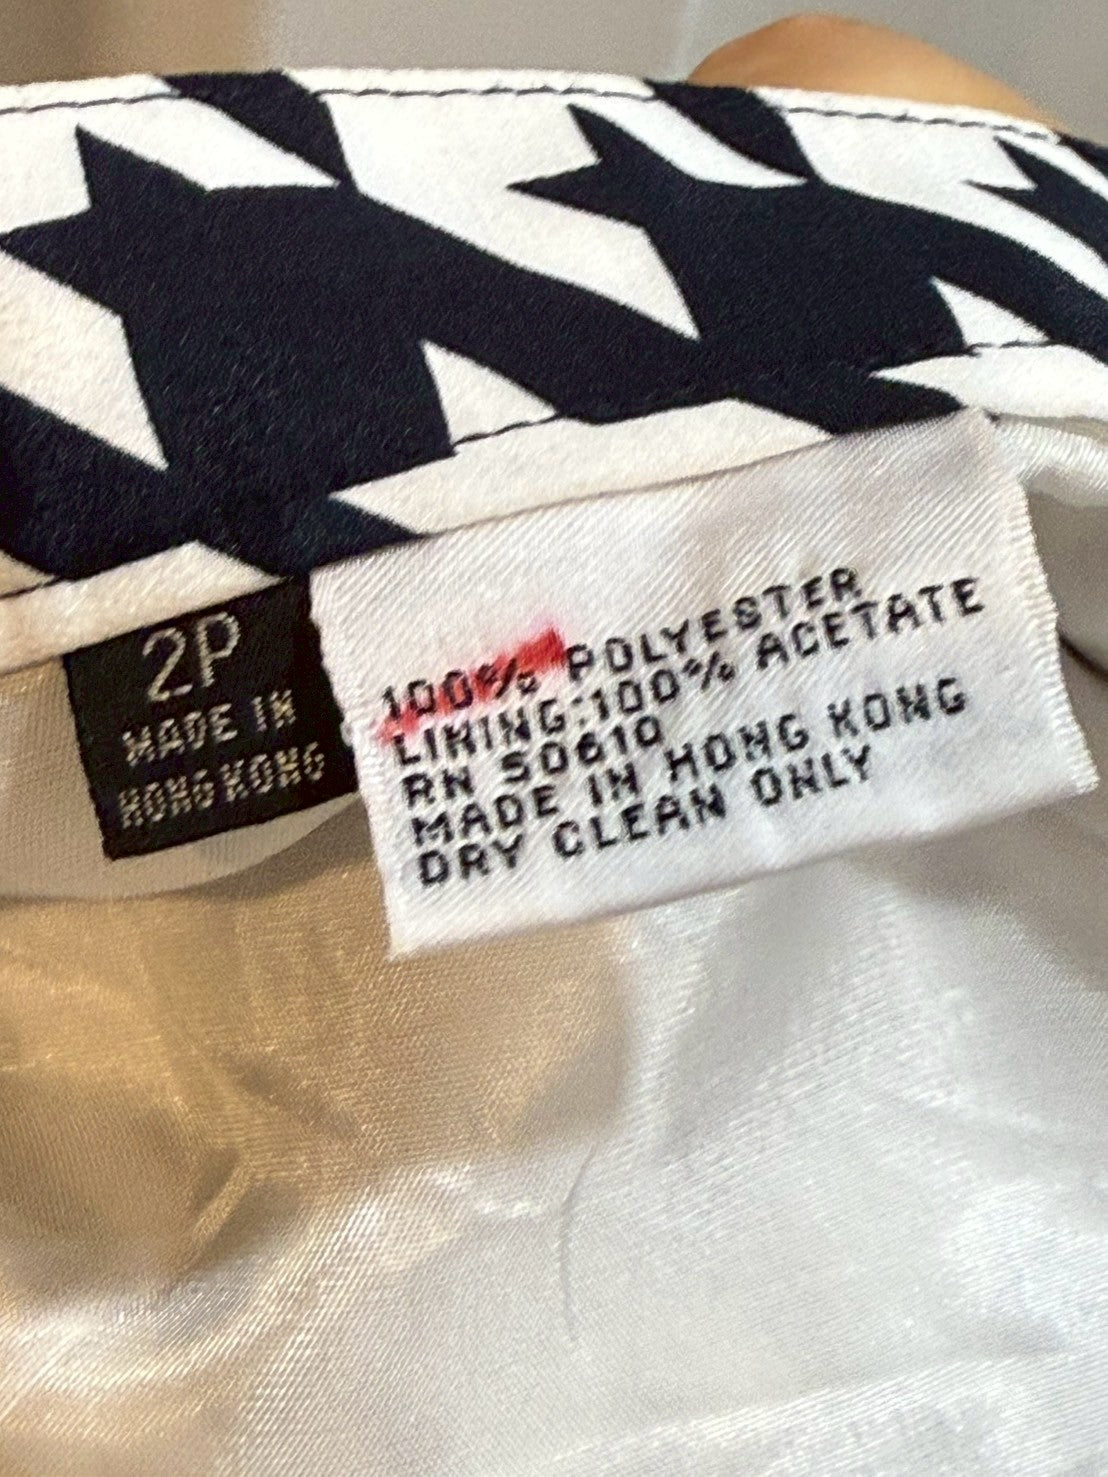 2P
MADE IN
HONG KONG
100% POLYESTER
LINING:100% ACETATE
RN 50610
MADE IN HONG KONG
DRY CLEAN ONLY